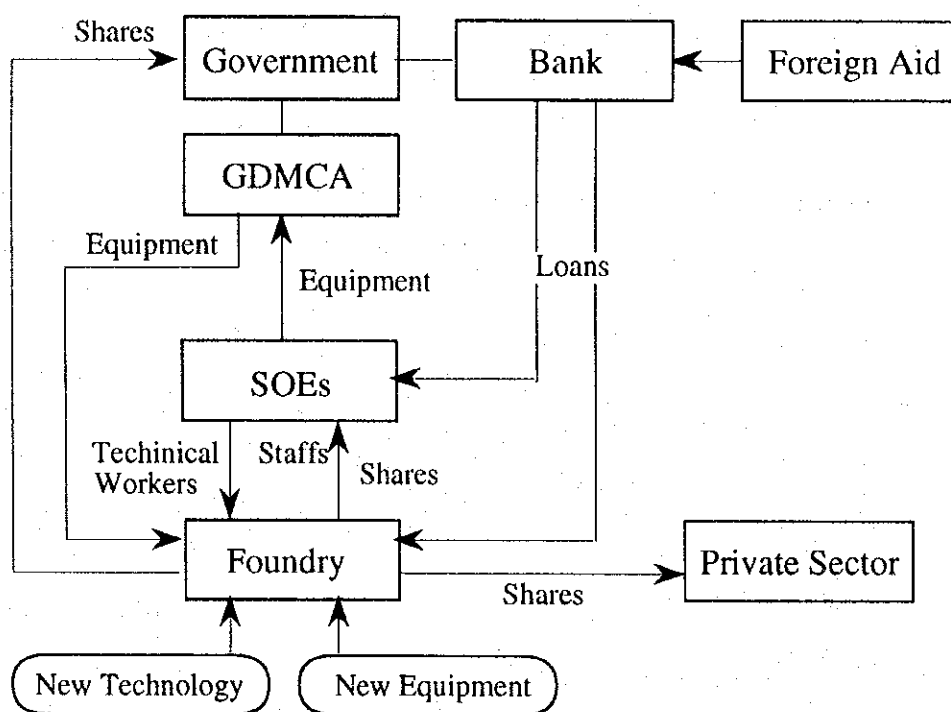 Shares
Government
Bank
Foreign Aid
GDMCA
Equipment
Equipment
Loans
SOEs
Techinical
Workers
Staffs
Shares
Foundry
Shares
Private Sector
New Technology
New Equipment